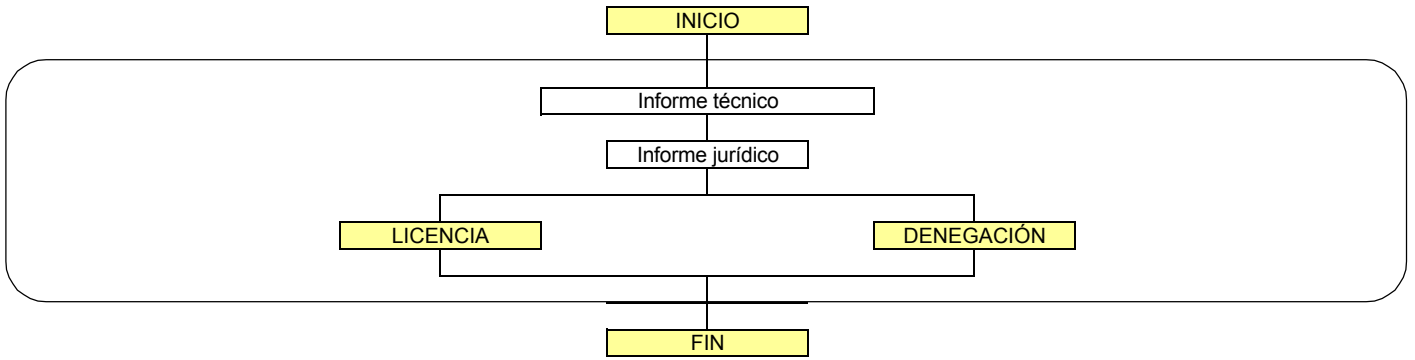 INICIO
Informe técnico
Informe jurídico
LICENCIA
DENEGACIÓN
FIN